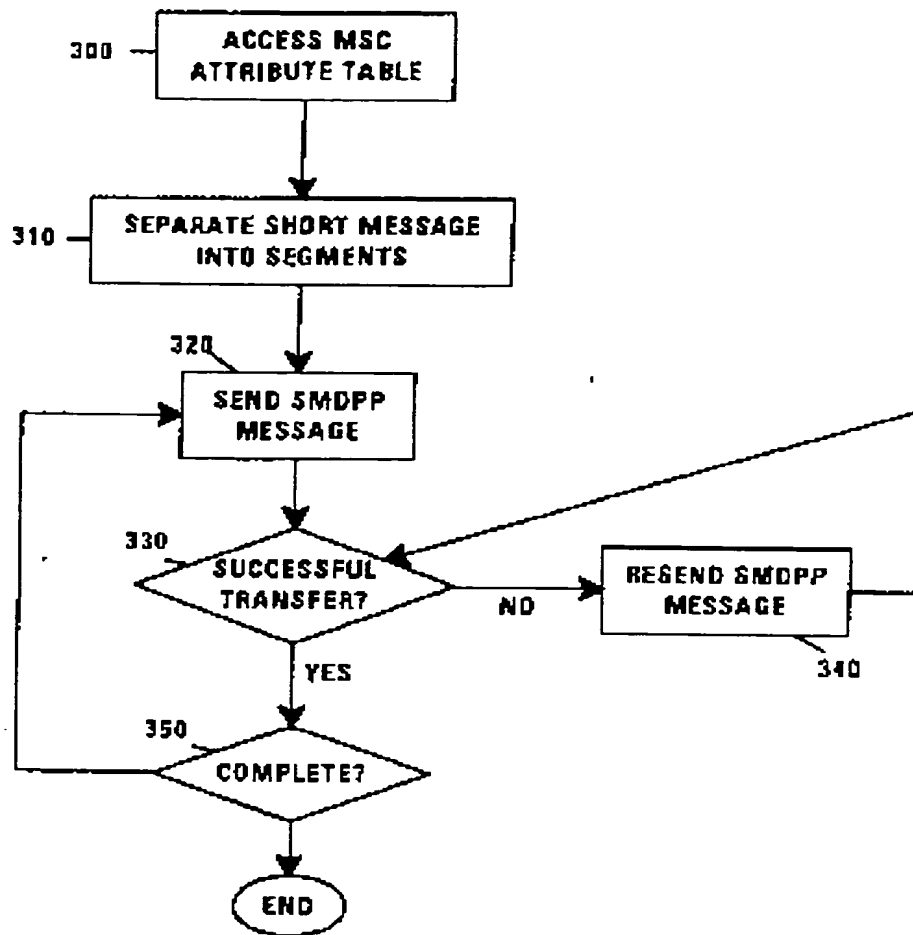 300
ACCESS MSC
ATTRIBUTE TABLE
310
SEPARATE SHORT MESSAGE
INTO SEGMENTS
320
SEND SMDPP
MESSAGE
330
SUCCESSFUL
TRANSFER?
NO
RESEND SMDPP
MESSAGE
340
YES
350
COMPLETE?
END